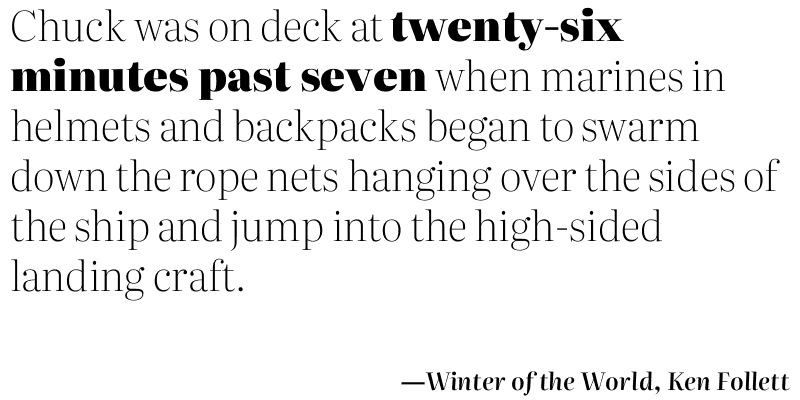 Chuck was on deck at twenty-six
minutes past seven when marines in
helmets and backpacks began to swarm
down the rope nets hanging over the sides of
the ship and jump into the high-sided
landing craft.
—Winter of the World, Ken Follett